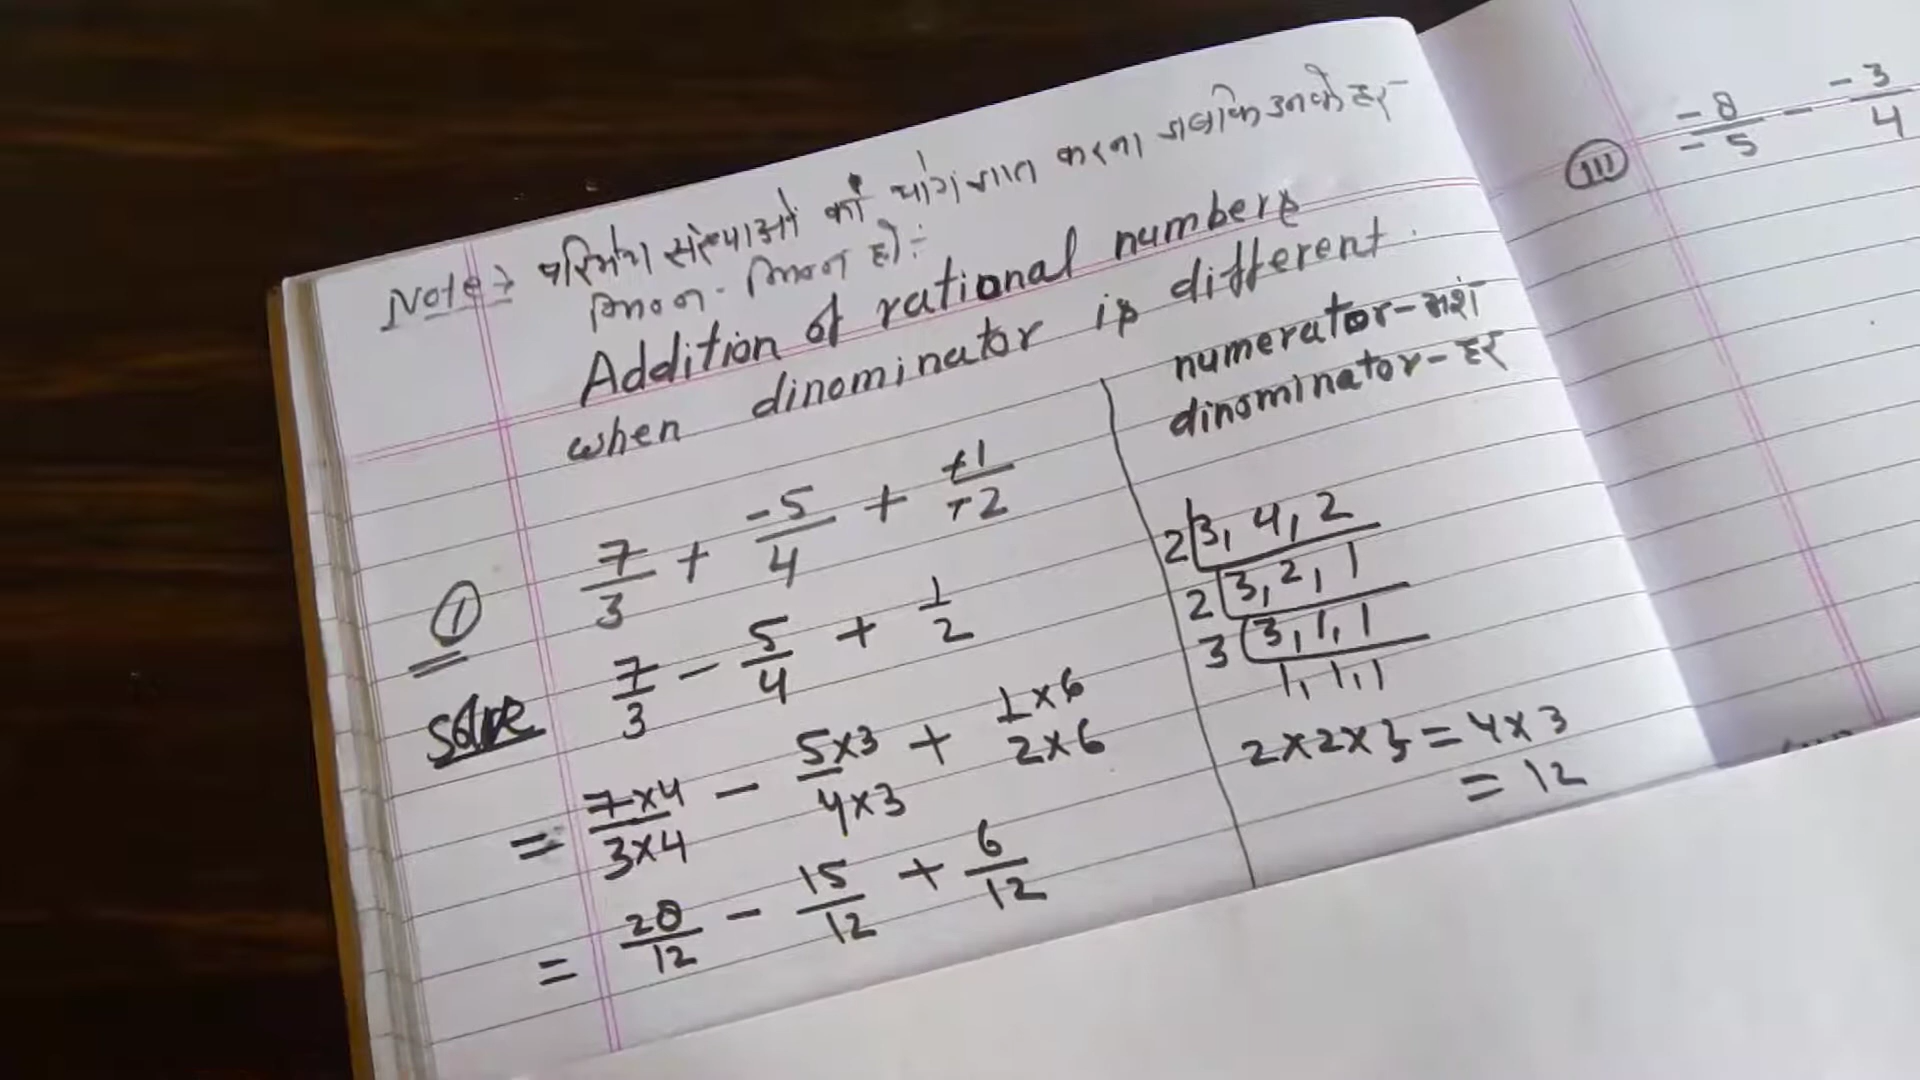 Note → परिमेय संख्याओं का योग ज्ञात करना जबकि उनके हर
भिन्न - भिन्न हो :-
Addition of rational numbers
when dinominator is different.
numerator - अंश
dinominator - हर
① 7/3 + -5/4 + +1/+2
solve 7/3 - 5/4 + 1/2
= 7×4/3×4 - 5×3/4×3 + 1×6/2×6
= 28/12 - 15/12 + 6/12
2 | 3, 4, 2
2 | 3, 2, 1
3 | 3, 1, 1
1, 1, 1
2×2×3 = 4×3
= 12
(iii) -8/-5 - -3/4